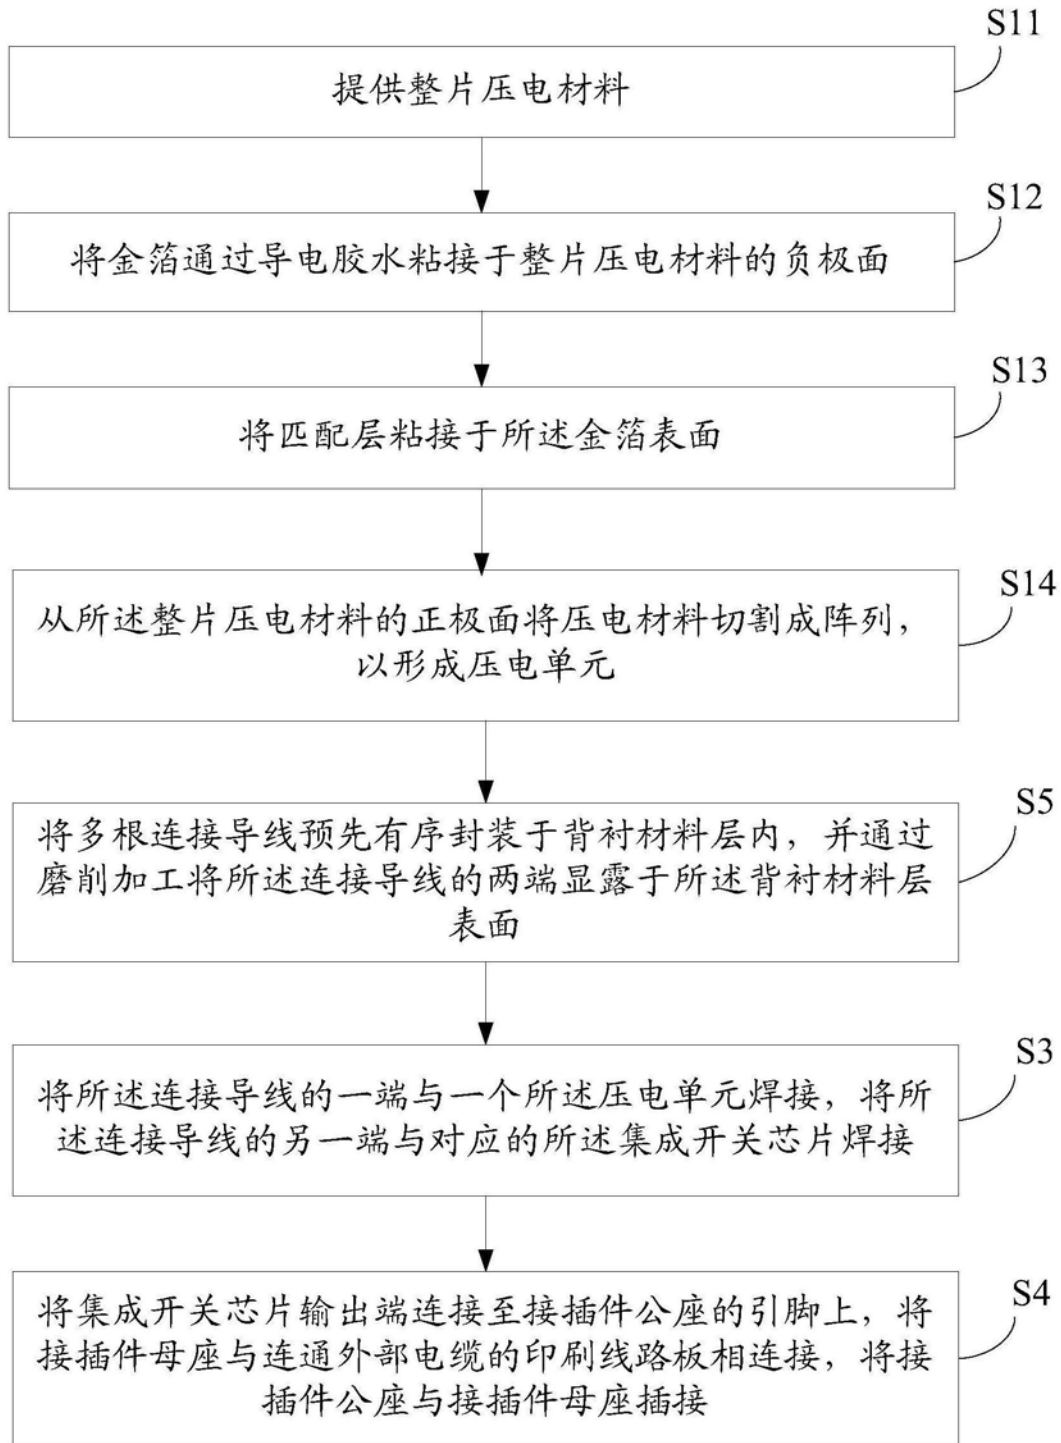 S11
提供整片压电材料
S12
将金箔通过导电胶水粘接于整片压电材料的负极面
S13
将匹配层粘接于所述金箔表面
S14
从所述整片压电材料的正极面将压电材料切割成阵列，
以形成压电单元
S5
将多根连接导线预先有序封装于背衬材料层内，并通过
磨削加工将所述连接导线的两端显露于所述背衬材料层
表面
S3
将所述连接导线的一端与一个所述压电单元焊接，将所
述连接导线的另一端与对应的所述集成开关芯片焊接
S4
将集成开关芯片输出端连接至接插件公座的引脚上，将
接插件母座与连通外部电缆的印刷线路板相连接，将接
插件公座与接插件母座插接